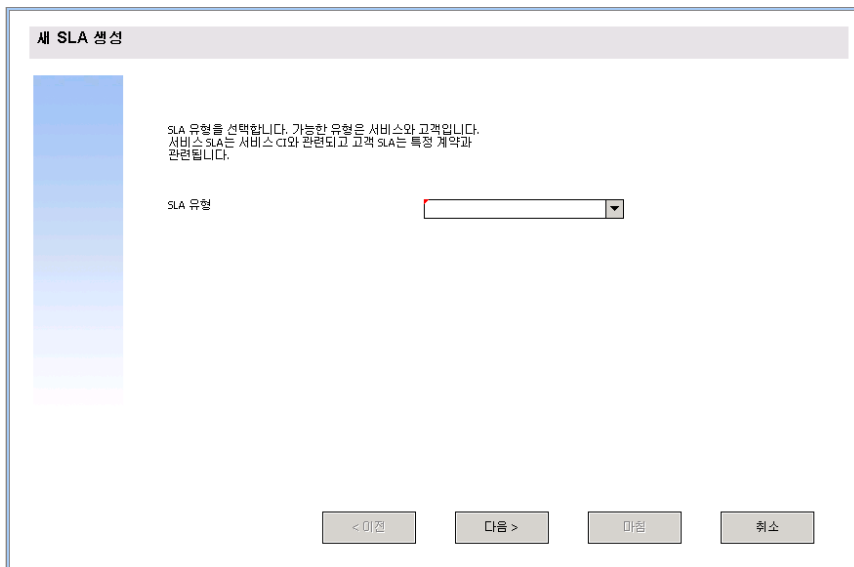 새 SLA 생성
SLA 유형을 선택합니다. 가능한 유형은 서비스와 고객입니다.
서비스 SLA는 서비스 CI와 관련되고 고객 SLA는 특정 계약과
관련됩니다.
SLA 유형
< 이전
다음 >
마침
취소